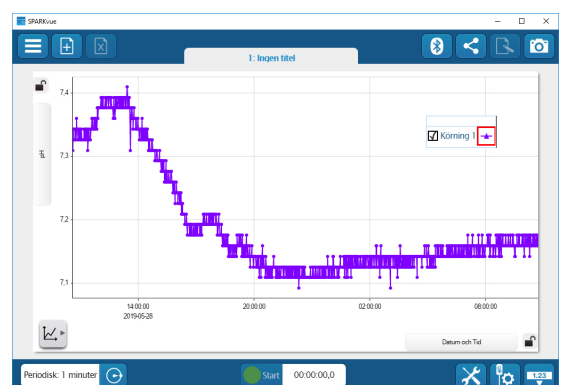 SPARKvue
1: Ingen titel
7.4
7.3
7.2
7.1
pH
Körning 1
14:00:00
20:00:00
02:00:00
08:00:00
2019-05-28
Datum och Tid
Periodisk: 1 minuter
Start
00:00:00,0
1.23